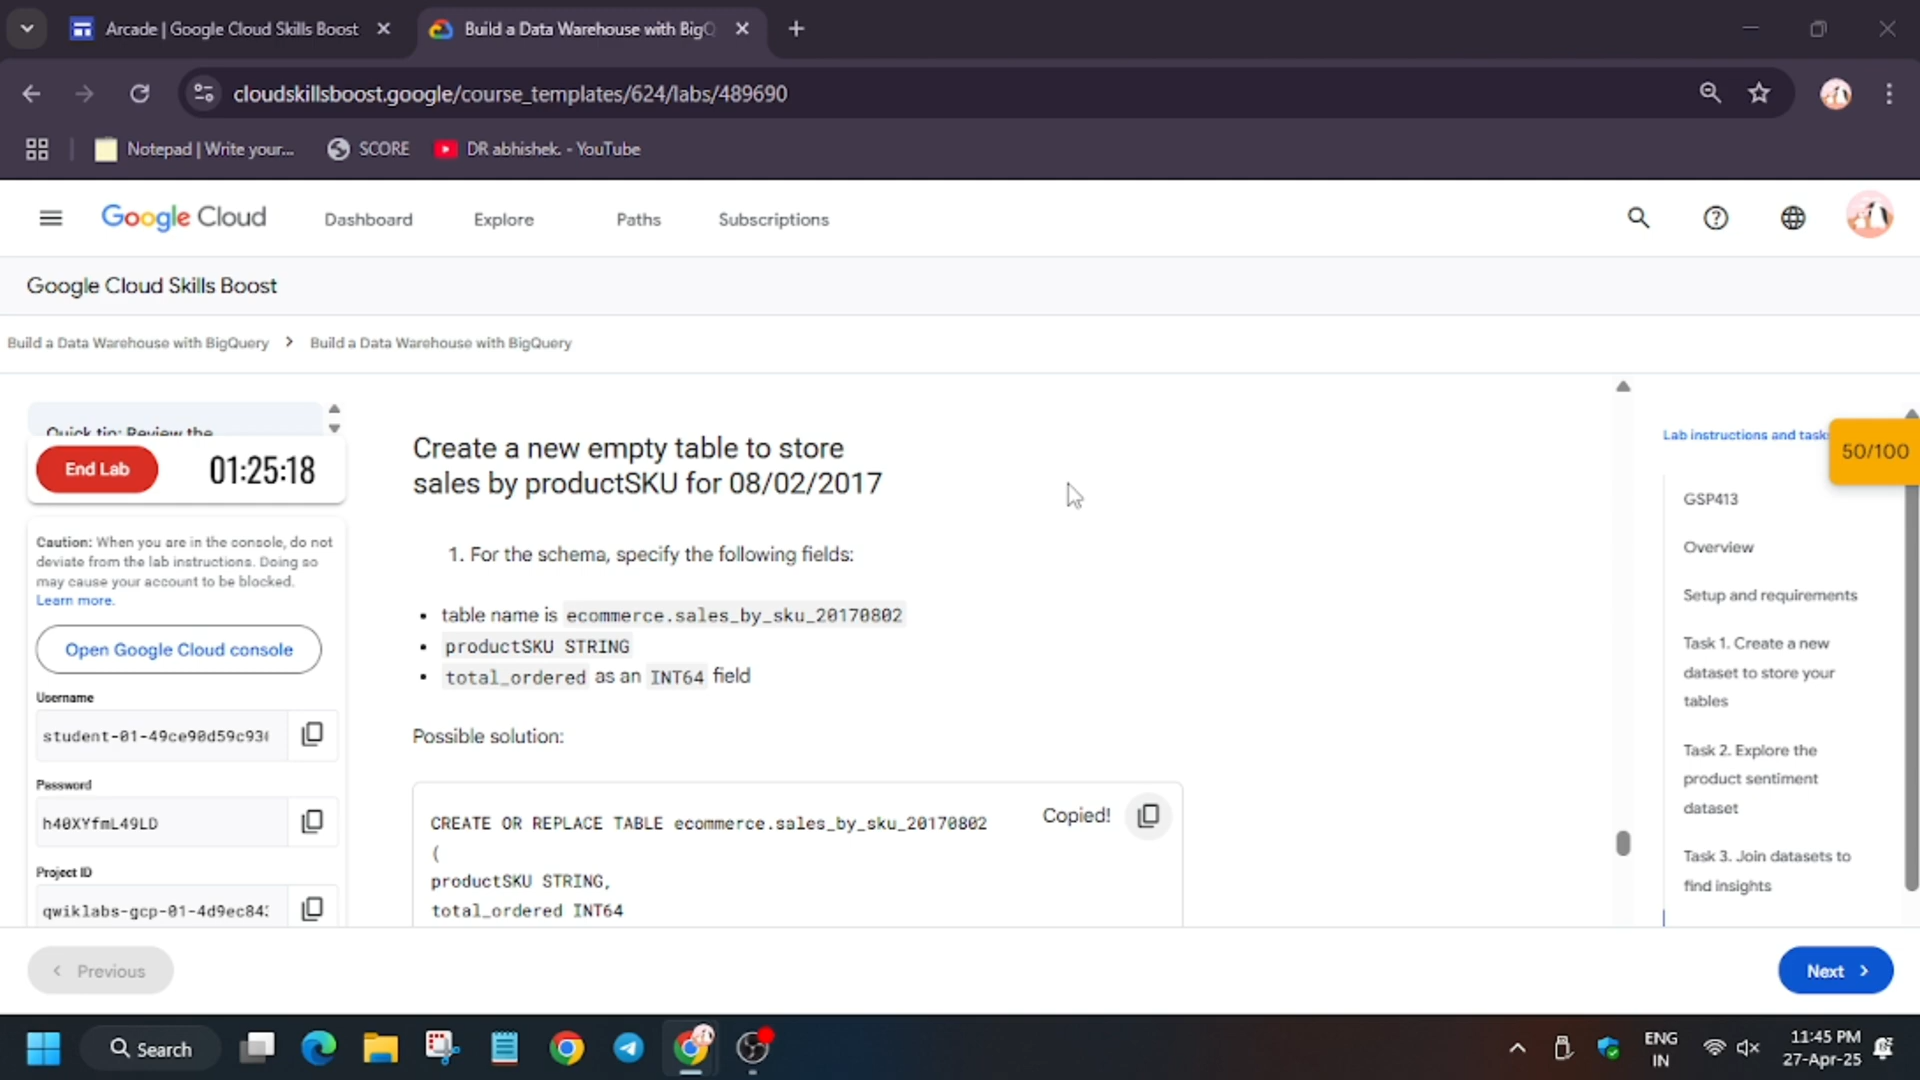 Arcade | Google Cloud Skills Boost
Build a Data Warehouse with BigQ
cloudskillsboost.google/course_templates/624/labs/489690
Notepad | Write your...
SCORE
DR abhishek. - YouTube
Google Cloud
Dashboard
Explore
Paths
Subscriptions
Google Cloud Skills Boost
Build a Data Warehouse with BigQuery > Build a Data Warehouse with BigQuery
Quick tip: Review the
End Lab
01:25:18
Caution: When you are in the console, do not
deviate from the lab instructions. Doing so
may cause your account to be blocked.
Learn more.
Open Google Cloud console
Username
student-01-49ce90d59c93
Password
h40XYfmL49LD
Project ID
qwiklabs-gcp-01-4d9ec84
Create a new empty table to store
sales by productSKU for 08/02/2017
1. For the schema, specify the following fields:
• table name is ecommerce.sales_by_sku_20170802
• productSKU STRING
• total_ordered as an INT64 field
Possible solution:
CREATE OR REPLACE TABLE ecommerce.sales_by_sku_20170802
(
productSKU STRING,
total_ordered INT64
Copied!
Lab instructions and tasks
50/100
GSP413
Overview
Setup and requirements
Task 1. Create a new
dataset to store your
tables
Task 2. Explore the
product sentiment
dataset
Task 3. Join datasets to
find insights
Previous
Next
Search
ENG
IN
11:45 PM
27-Apr-25